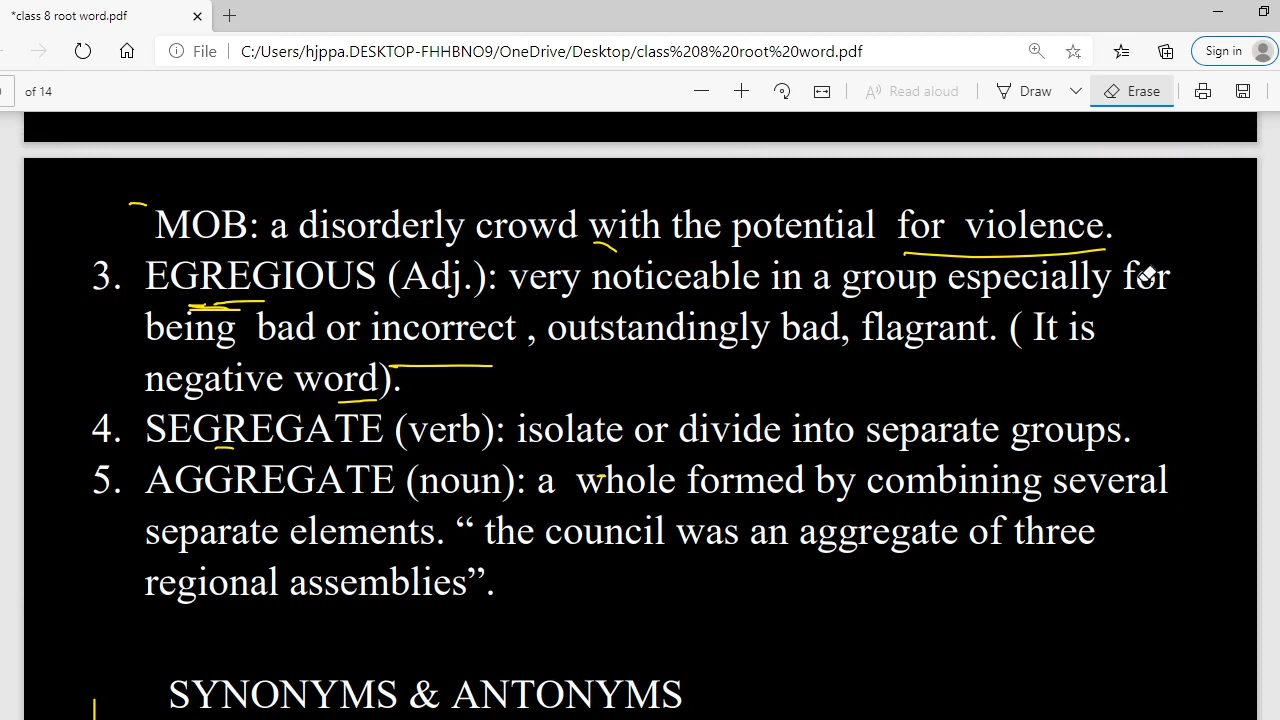 *class 8 root word.pdf
File
C:/Users/hjppa.DESKTOP-FHHBNO9/OneDrive/Desktop/class%208%20root%20word.pdf
Sign in
of 14
Read aloud
Draw
Erase
MOB: a disorderly crowd with the potential for violence.
3. EGREGIOUS (Adj.): very noticeable in a group especially for
being bad or incorrect , outstandingly bad, flagrant. ( It is
negative word).
4. SEGREGATE (verb): isolate or divide into separate groups.
5. AGGREGATE (noun): a whole formed by combining several
separate elements. “ the council was an aggregate of three
regional assemblies”.
SYNONYMS & ANTONYMS